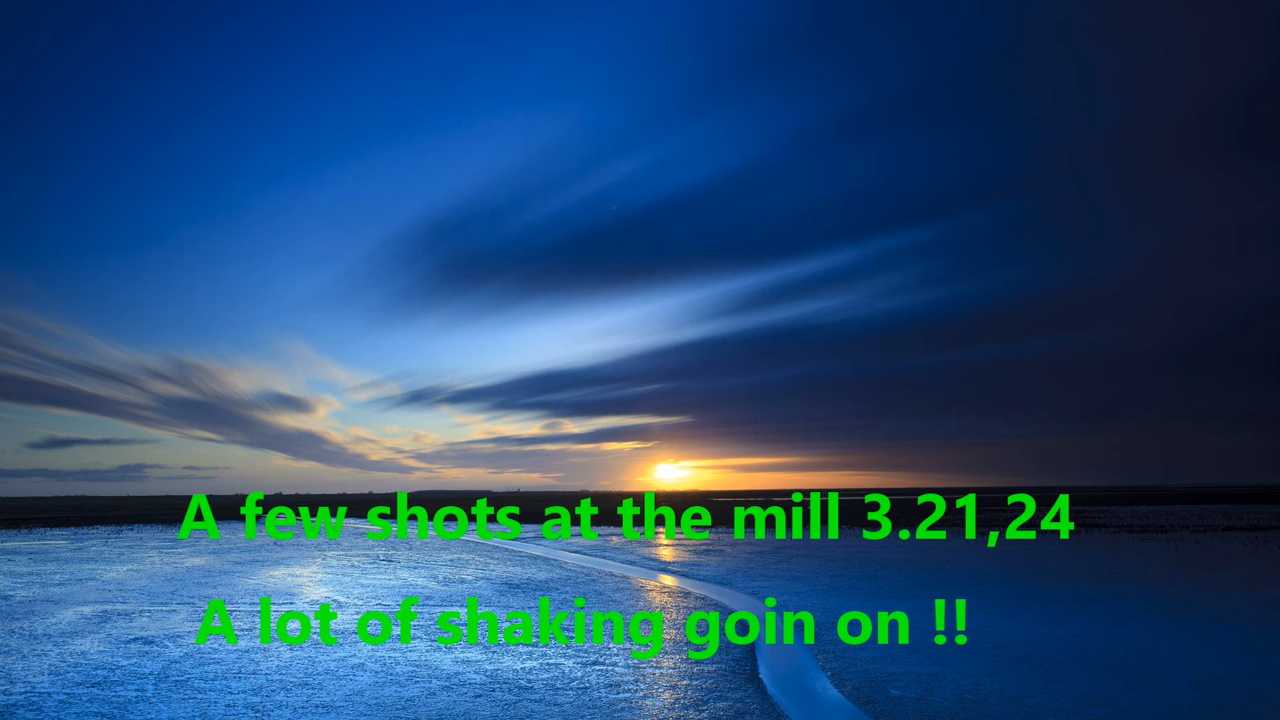 A few shots at the mill 3.21,24
A lot of shaking goin on !!